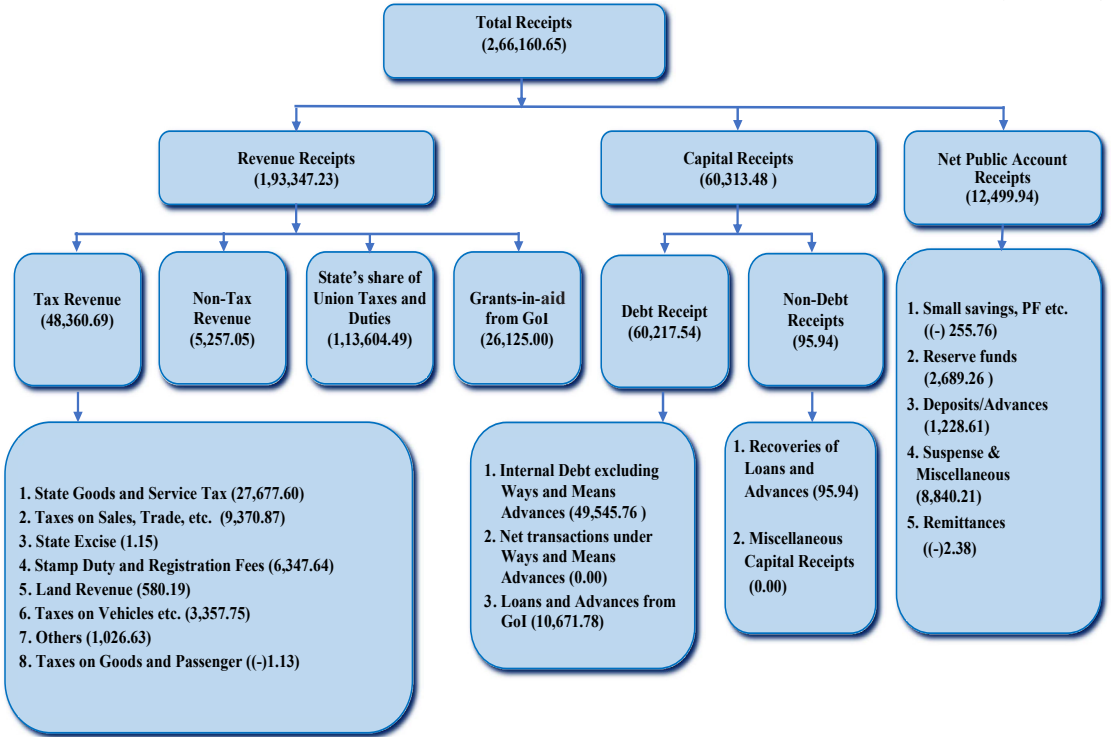 Total Receipts
(2,66,160.65)
Revenue Receipts
(1,93,347.23)
Capital Receipts
(60,313.48 )
Net Public Account
Receipts
(12,499.94)
Tax Revenue
(48,360.69)
Non-Tax
Revenue
(5,257.05)
State’s share of
Union Taxes and
Duties
(1,13,604.49)
Grants-in-aid
from GoI
(26,125.00)
Debt Receipt
(60,217.54)
Non-Debt
Receipts
(95.94)
1. State Goods and Service Tax (27,677.60)
2. Taxes on Sales, Trade, etc. (9,370.87)
3. State Excise (1.15)
4. Stamp Duty and Registration Fees (6,347.64)
5. Land Revenue (580.19)
6. Taxes on Vehicles etc. (3,357.75)
7. Others (1,026.63)
8. Taxes on Goods and Passenger ((-)1.13)
1. Internal Debt excluding
Ways and Means
Advances (49,545.76 )
2. Net transactions under
Ways and Means
Advances (0.00)
3. Loans and Advances from
GoI (10,671.78)
1. Recoveries of
Loans and
Advances (95.94)
2. Miscellaneous
Capital Receipts
(0.00)
1. Small savings, PF etc.
((-) 255.76)
2. Reserve funds
(2,689.26 )
3. Deposits/Advances
(1,228.61)
4. Suspense &
Miscellaneous
(8,840.21)
5. Remittances
((-)2.38)